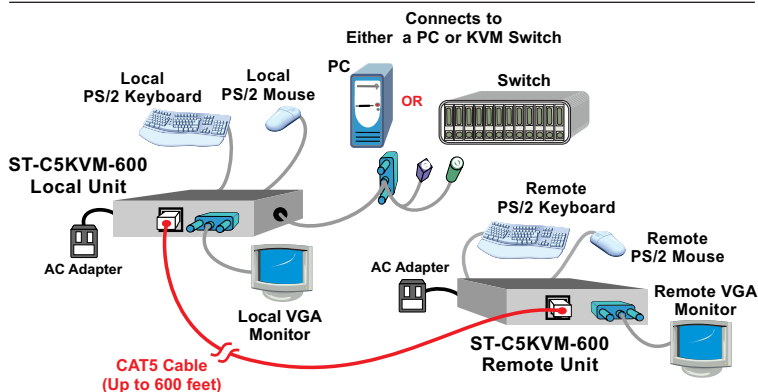 Connects to
Either a PC or KVM Switch
PC
OR
Switch
Local
PS/2 Keyboard
Local
PS/2 Mouse
ST-C5KVM-600
Local Unit
AC Adapter
Local VGA
Monitor
CAT5 Cable
(Up to 600 feet)
Remote
PS/2 Keyboard
Remote
PS/2 Mouse
AC Adapter
Remote VGA
Monitor
ST-C5KVM-600
Remote Unit